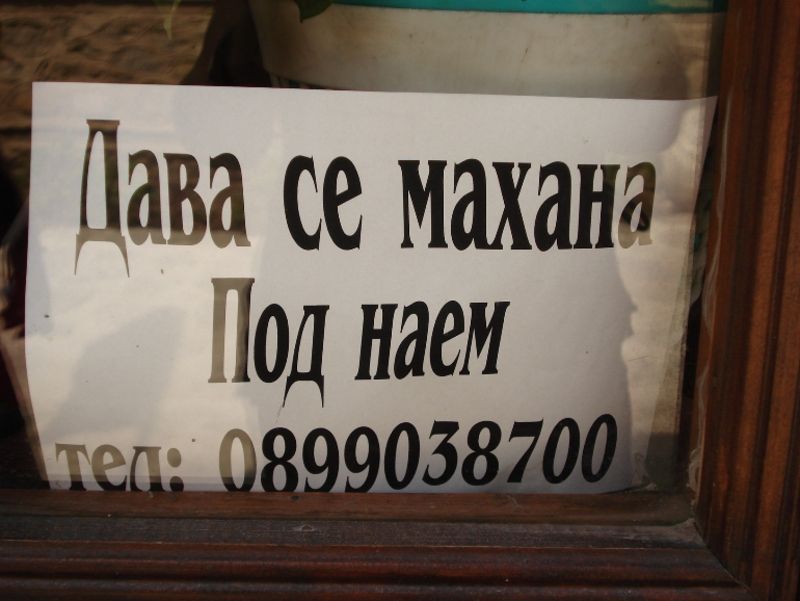 Дава се махана
Под наем
тел: 0899038700